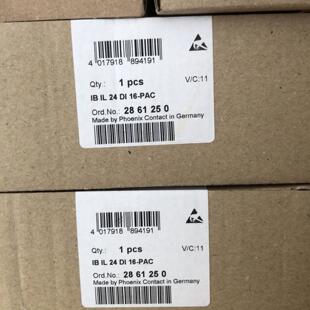 4 017918 894191
Qty.: 1 pcs V/C:11
IB IL 24 DI 16-PAC
Ord.No.: 28 61 25 0
Made by Phoenix Contact in Germany
4 017918 894191
Qty.: 1 pcs V/C:11
IB IL 24 DI 16-PAC
Ord.No.: 28 61 25 0
Made by Phoenix Contact in Germany